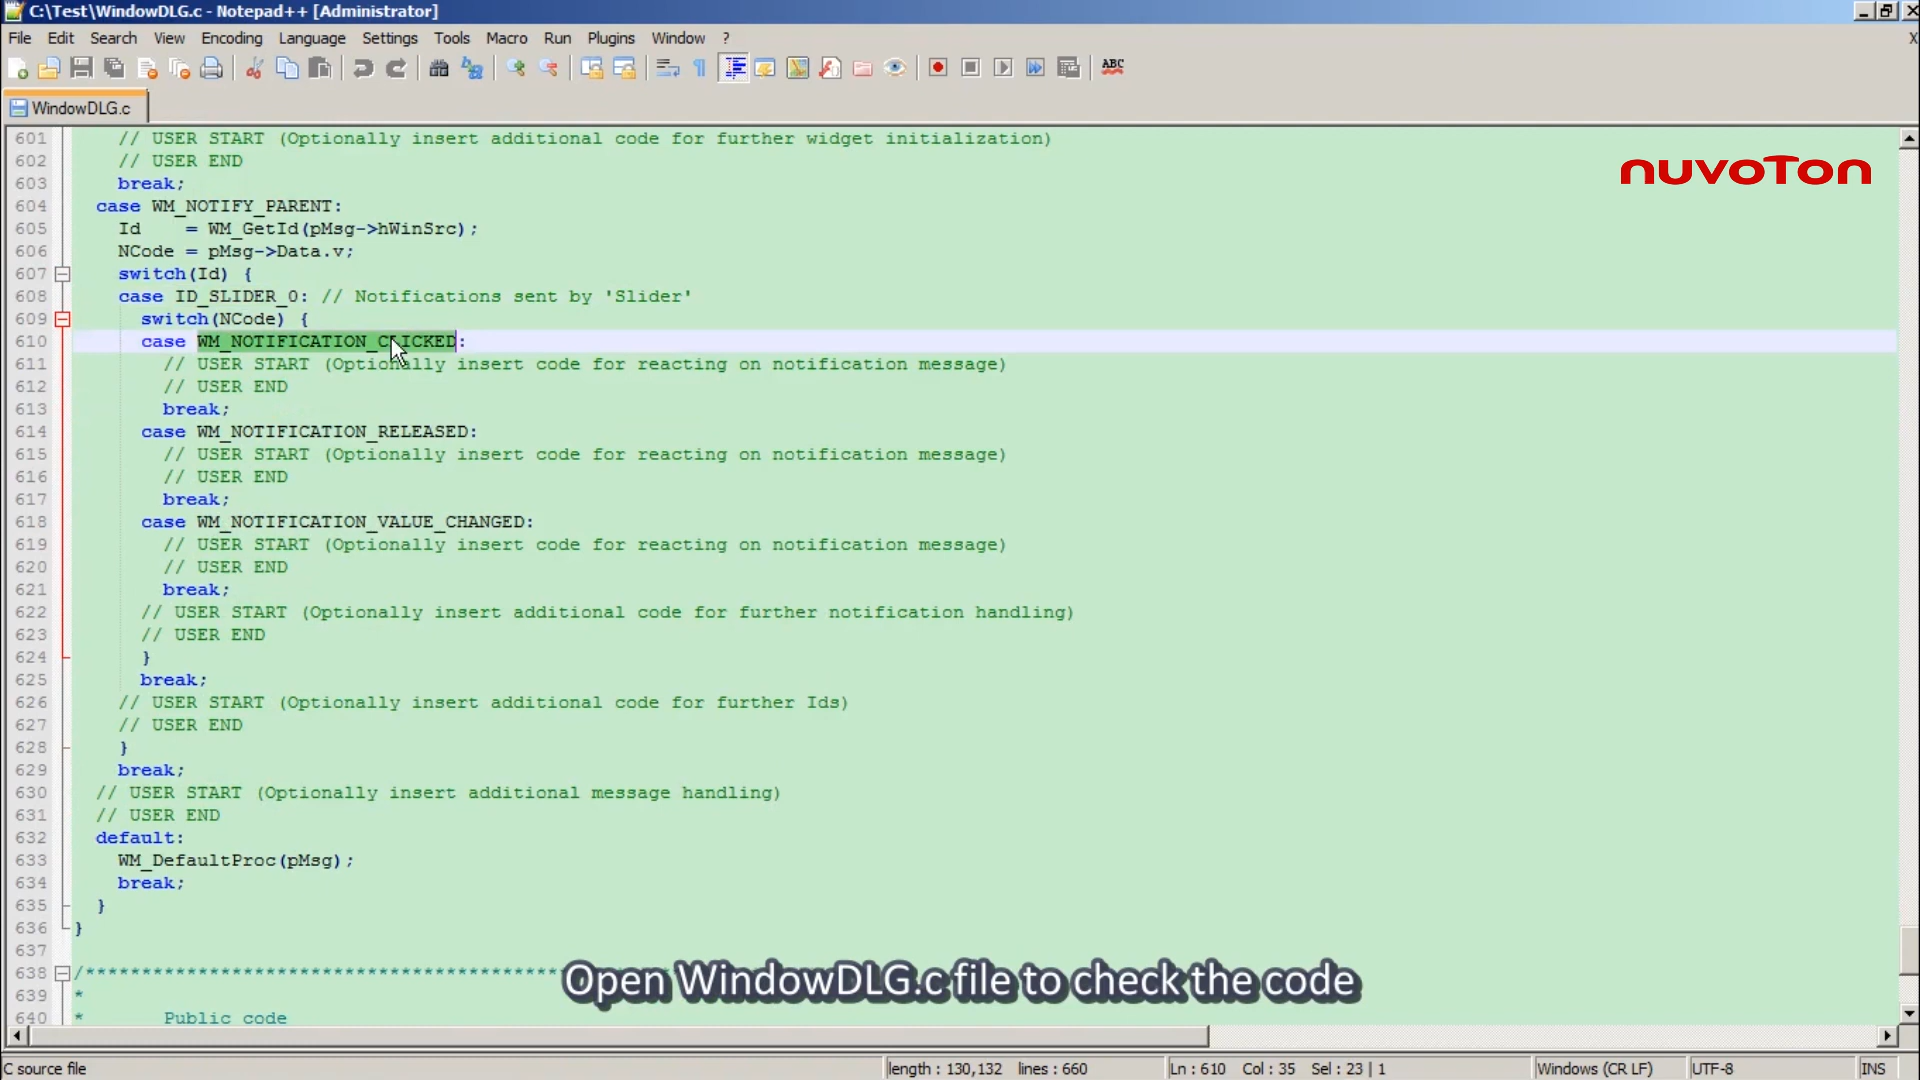 C:\Test\WindowDLG.c - Notepad++ [Administrator]
File Edit Search View Encoding Language Settings Tools Macro Run Plugins Window ? X
ABC
WindowDLG.c
nuvoTon
601 // USER START (Optionally insert additional code for further widget initialization)
602 // USER END
603 break;
604 case WM_NOTIFY_PARENT:
605 Id = WM_GetId(pMsg->hWinSrc);
606 NCode = pMsg->Data.v;
607 switch(Id) {
608 case ID_SLIDER_0: // Notifications sent by 'Slider'
609 switch(NCode) {
610 case WM_NOTIFICATION_CLICKED:
611 // USER START (Optionally insert code for reacting on notification message)
612 // USER END
613 break;
614 case WM_NOTIFICATION_RELEASED:
615 // USER START (Optionally insert code for reacting on notification message)
616 // USER END
617 break;
618 case WM_NOTIFICATION_VALUE_CHANGED:
619 // USER START (Optionally insert code for reacting on notification message)
620 // USER END
621 break;
622 // USER START (Optionally insert additional code for further notification handling)
623 // USER END
624 }
625 break;
626 // USER START (Optionally insert additional code for further Ids)
627 // USER END
628 }
629 break;
630 // USER START (Optionally insert additional message handling)
631 // USER END
632 default:
633 WM_DefaultProc(pMsg);
634 break;
635 }
636 }
637
638 /*******************************************
639 *
640 * Public code
Open WindowDLG.c file to check the code
C source file length : 130,132 lines : 660 Ln : 610 Col : 35 Sel : 23 | 1 Windows (CR LF) UTF-8 INS